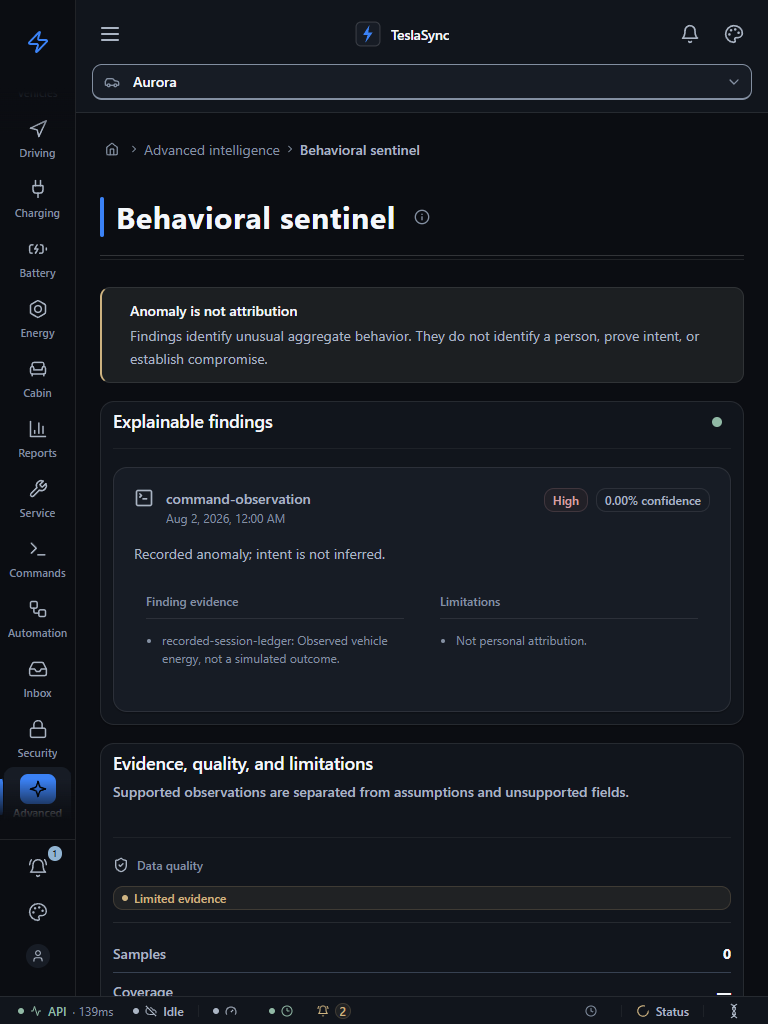 TeslaSync
Aurora
Driving
Charging
Battery
Energy
Cabin
Reports
Service
Commands
Automation
Inbox
Security
Advanced
1
Advanced intelligence
Behavioral sentinel
Behavioral sentinel
Anomaly is not attribution
Findings identify unusual aggregate behavior. They do not identify a person, prove intent, or
establish compromise.
Explainable findings
command-observation
High
0.00% confidence
Aug 2, 2026, 12:00 AM
Recorded anomaly; intent is not inferred.
Finding evidence
recorded-session-ledger: Observed vehicle
energy, not a simulated outcome.
Limitations
Not personal attribution.
Evidence, quality, and limitations
Supported observations are separated from assumptions and unsupported fields.
Data quality
Limited evidence
Samples
0
Coverage
—
API · 139ms
Idle
2
Status